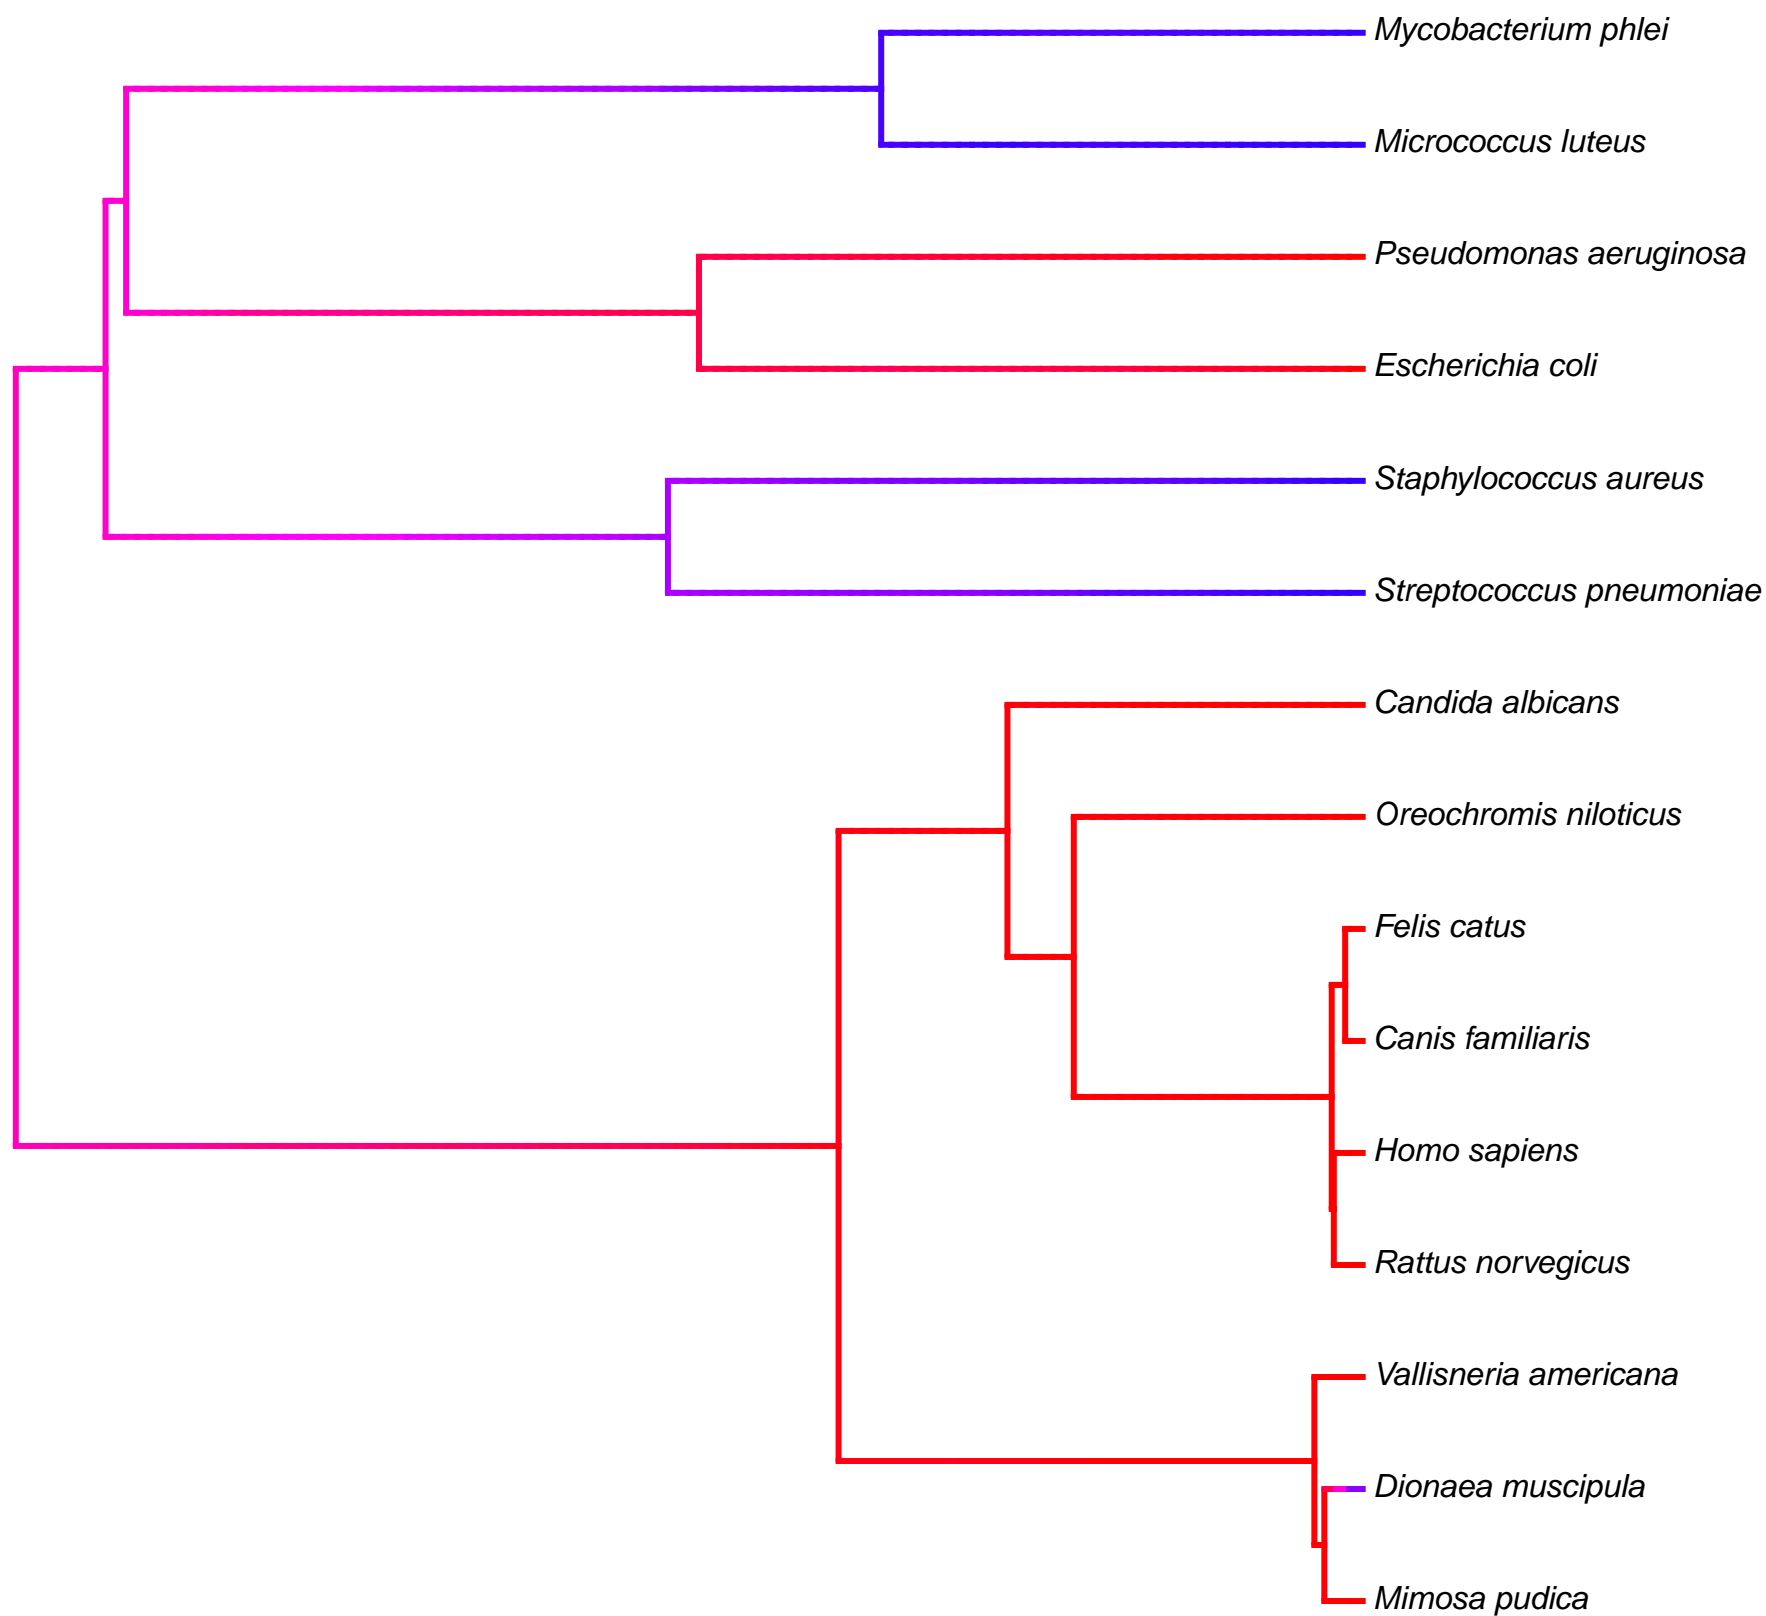 Mycobacterium phlei
Micrococcus luteus
Pseudomonas aeruginosa
Escherichia coli
Staphylococcus aureus
Streptococcus pneumoniae
Candida albicans
Oreochromis niloticus
Felis catus
Canis familiaris
Homo sapiens
Rattus norvegicus
Vallisneria americana
Dionaea muscipula
Mimosa pudica